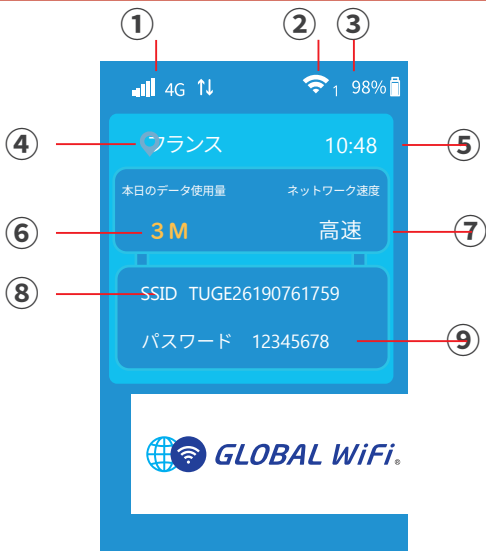 ① ② ③
4G 1 98%
④ フランス 10:48 ⑤
本日のデータ使用量 ネットワーク速度
⑥ 3M 高速 ⑦
⑧ SSID TUGE26190761759
パスワード 12345678 ⑨
GLOBAL WiFi®